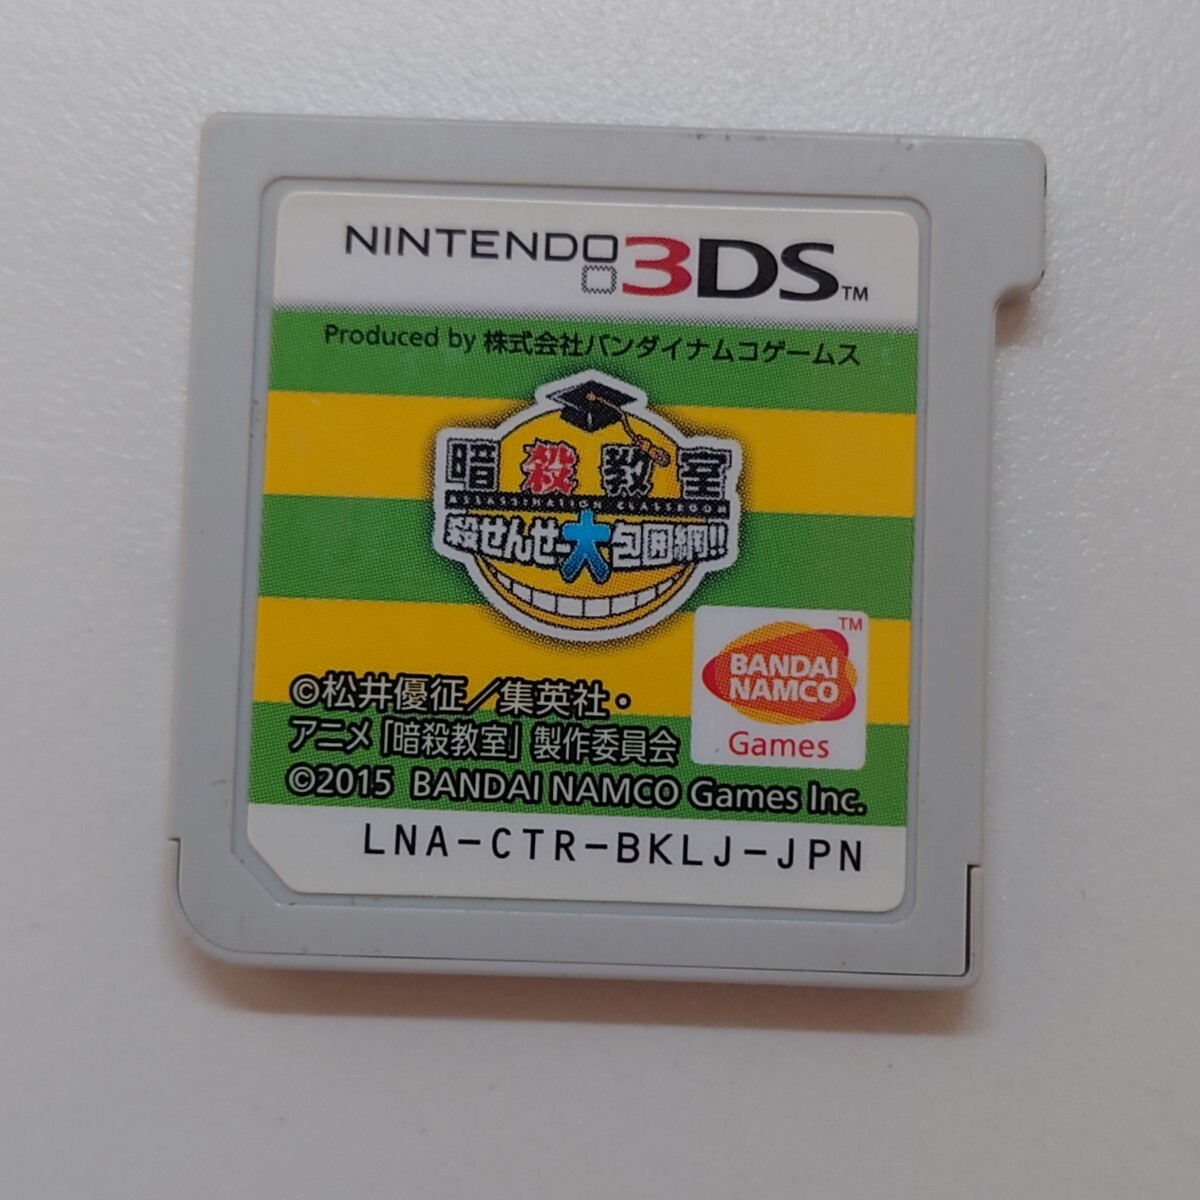 NINTENDO 3DS™
Produced by 株式会社バンダイナムコゲームス
暗殺教室
ASSASSINATION CLASSROOM
殺せんせー大包囲網!!
BANDAI
NAMCO
Games
TM
©松井優征／集英社・
アニメ「暗殺教室」製作委員会
©2015 BANDAI NAMCO Games Inc.
LNA-CTR-BKLJ-JPN